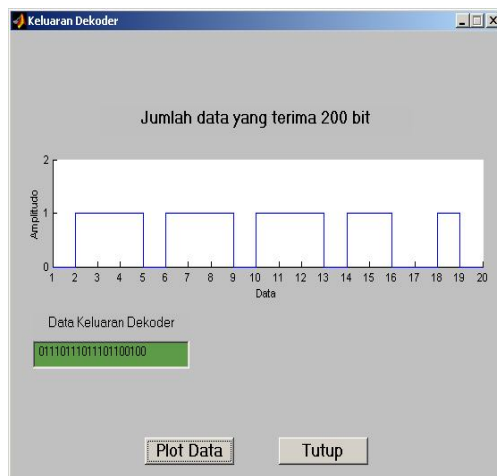 Keluaran Dekoder
Jumlah data yang terima 200 bit
2
1
0
Amplitudo
1 2 3 4 5 6 7 8 9 10 11 12 13 14 15 16 17 18 19 20
Data
Data Keluaran Dekoder
01110111011101100100
Plot Data Tutup